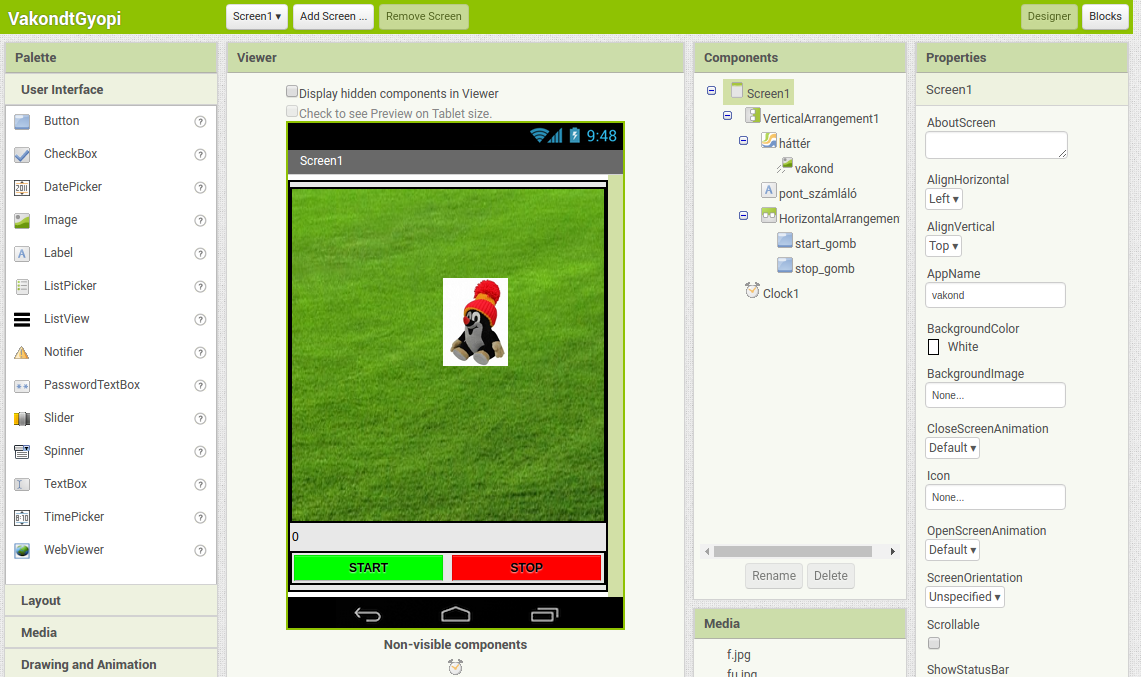 VakondtGyopi
Screen1 ▾
Add Screen ...
Remove Screen
Designer
Blocks
Palette
User Interface
Button
CheckBox
DatePicker
Image
Label
ListPicker
ListView
Notifier
PasswordTextBox
Slider
Spinner
TextBox
TimePicker
WebViewer
Layout
Media
Drawing and Animation
Viewer
Display hidden components in Viewer
Check to see Preview on Tablet size.
9:48
Screen1
0
START
STOP
Non-visible components
Components
Screen1
VerticalArrangement1
háttér
vakond
pont_számláló
HorizontalArrangemen
start_gomb
stop_gomb
Clock1
Rename
Delete
Media
f.jpg
fu.jpg
Properties
Screen1
AboutScreen
AlignHorizontal
Left ▾
AlignVertical
Top ▾
AppName
vakond
BackgroundColor
White
BackgroundImage
None...
CloseScreenAnimation
Default ▾
Icon
None...
OpenScreenAnimation
Default ▾
ScreenOrientation
Unspecified ▾
Scrollable
ShowStatusBar